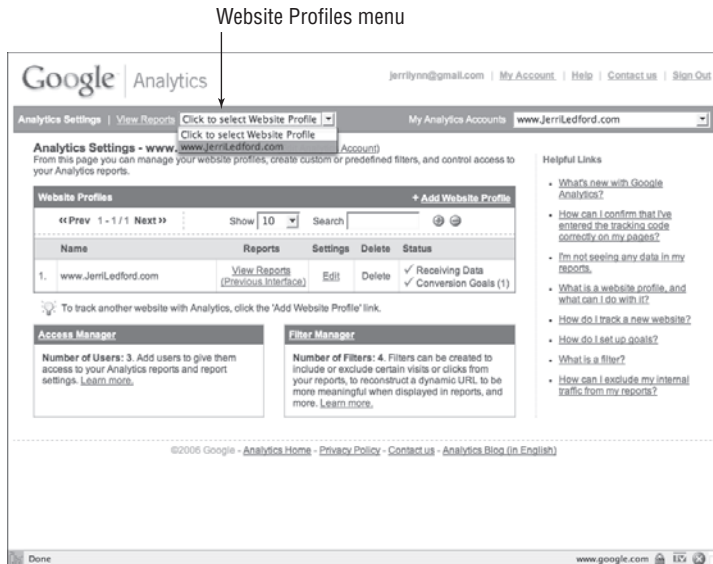 Website Profiles menu
Google Analytics
jerrilynn@gmail.com | My Account | Help | Contact us | Sign Out
Analytics Settings | View Reports Click to select Website Profile
My Analytics Accounts www.JerriLedford.com
Click to select Website Profile
www.JerriLedford.com
Analytics Settings - www.
Account)
From this page you can manage your website profiles, create custom or predefined filters, and control access to
your Analytics reports.
Website Profiles + Add Website Profile
«Prev 1 - 1 / 1 Next» Show 10 Search
Name Reports Settings Delete Status
1. www.JerriLedford.com View Reports (Previous Interface) Edit Delete ✓ Receiving Data
✓ Conversion Goals (1)
To track another website with Analytics, click the 'Add Website Profile' link.
Access Manager
Number of Users: 3. Add users to give them
access to your Analytics reports and report
settings. Learn more.
Filter Manager
Number of Filters: 4. Filters can be created to
include or exclude certain visits or clicks from
your reports, to reconstruct a dynamic URL to be
more meaningful when displayed in reports, and
more. Learn more.
Helpful Links
What's new with Google
Analytics?
How can I confirm that I've
entered the tracking code
correctly on my pages?
I'm not seeing any data in my
reports.
What is a website profile, and
what can I do with it?
How do I track a new website?
How do I set up goals?
What is a filter?
How can I exclude my internal
traffic from my reports?
©2006 Google - Analytics Home - Privacy Policy - Contact us - Analytics Blog (in English)
Done
www.google.com